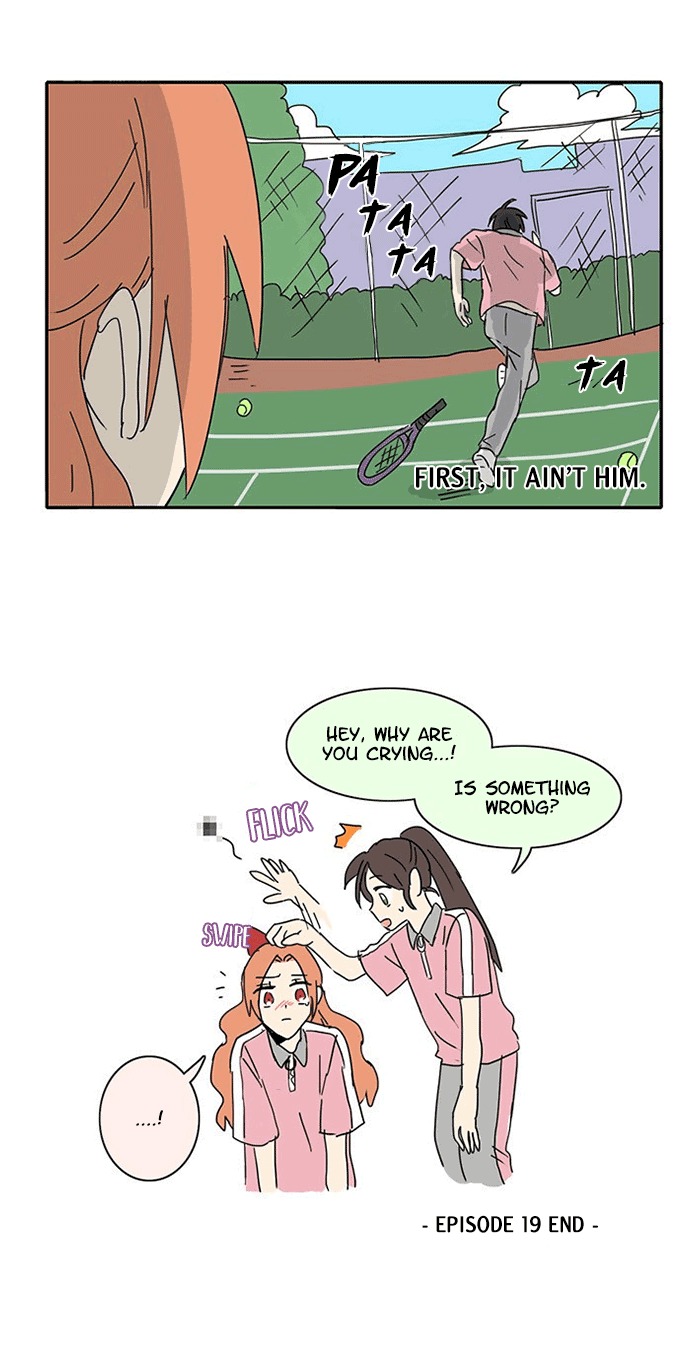 PA
TA
TA
TA
FIRST, IT AIN'T HIM.
HEY, WHY ARE
YOU CRYING...!
IS SOMETHING
WRONG?
FLICK
SWIPE
.....!
- EPISODE 19 END -